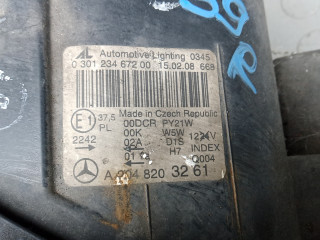 AL Automotive Lighting 0345
0 301 234 672 00 15.02.08 668
Made in Czech Republic
E1 37,5 00DCR PY21W
PL 00K W5W 12V
2242 02A D1S INDEX
01 H7 Q004
A 204 820 32 61